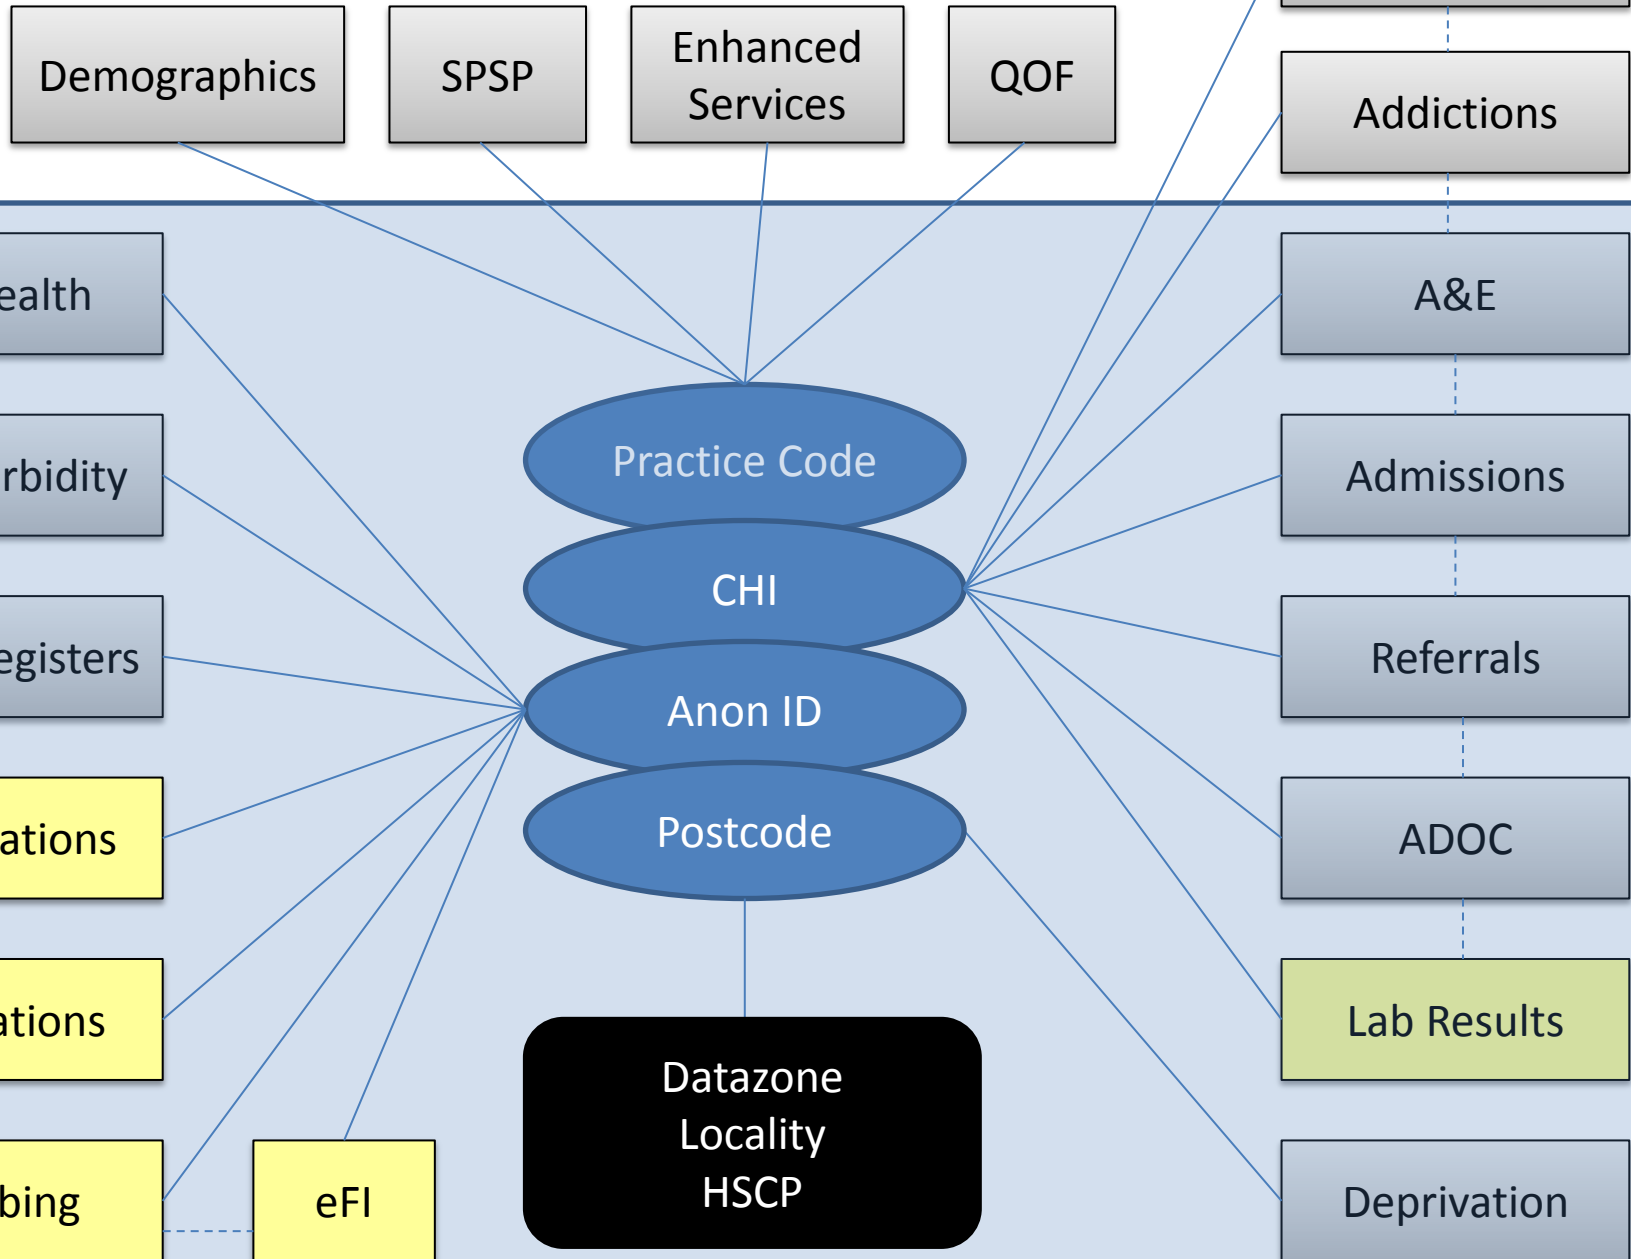 Demographics
SPSP
Enhanced
Services
QOF
Addictions
ealth
A&E
Practice Code
rbidity
Admissions
CHI
egisters
Referrals
Anon ID
ations
Postcode
ADOC
ations
Lab Results
Datazone
Locality
HSCP
bing
eFI
Deprivation